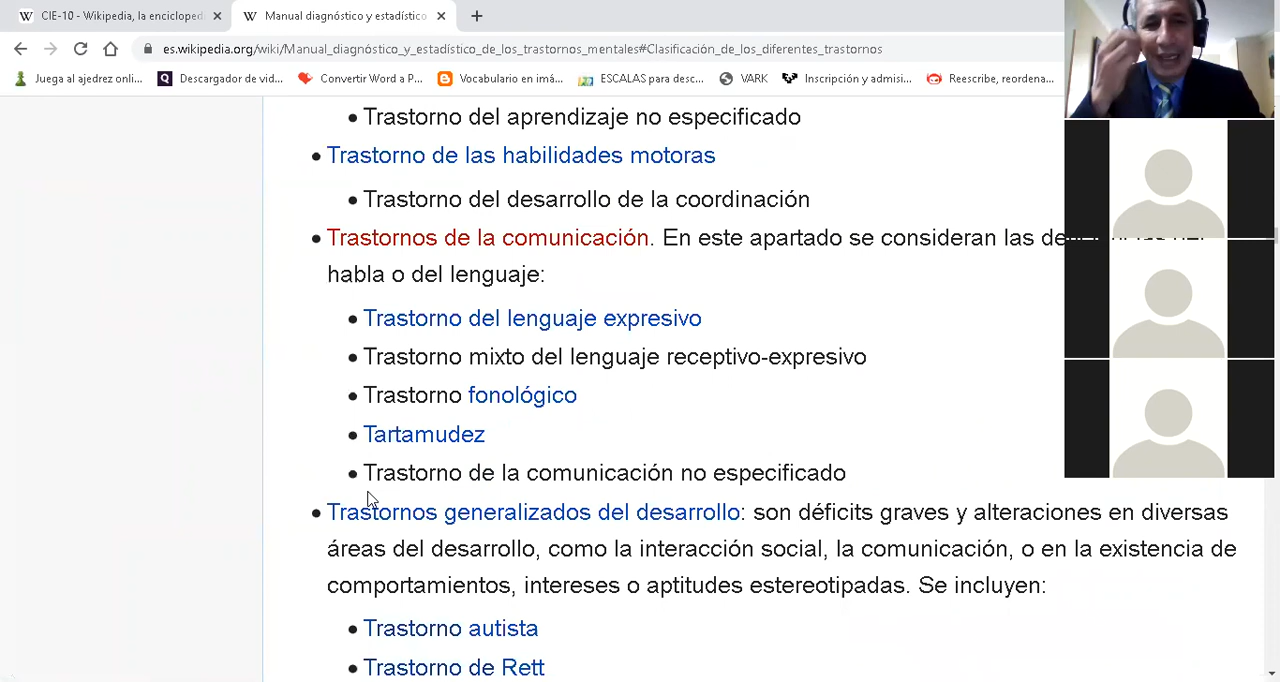 CIE-10 - Wikipedia, la encicloped
Manual diagnóstico y estadístico
es.wikipedia.org/wiki/Manual_diagnóstico_y_estadístico_de_los_trastornos_mentales#Clasificación_de_los_diferentes_trastornos
Juega al ajedrez onli... Descargador de vid... Convertir Word a P... Vocabulario en imá... ESCALAS para desc... VARK Inscripción y admisi... Reescribe, reordena...
Trastorno del aprendizaje no especificado
Trastorno de las habilidades motoras
Trastorno del desarrollo de la coordinación
Trastornos de la comunicación. En este apartado se consideran las
habla o del lenguaje:
Trastorno del lenguaje expresivo
Trastorno mixto del lenguaje receptivo-expresivo
Trastorno fonológico
Tartamudez
Trastorno de la comunicación no especificado
Trastornos generalizados del desarrollo: son déficits graves y alteraciones en diversas
áreas del desarrollo, como la interacción social, la comunicación, o en la existencia de
comportamientos, intereses o aptitudes estereotipadas. Se incluyen:
Trastorno autista
Trastorno de Rett